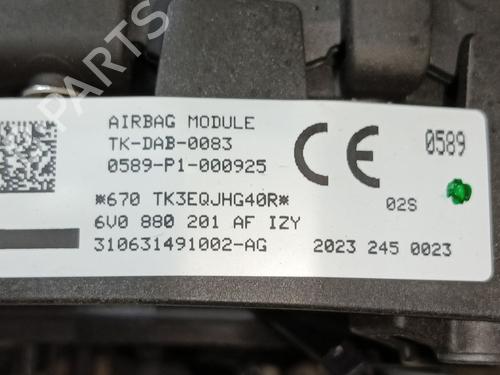 AIRBAG MODULE
TK-DAB-0083
0589-P1-000925
CE
0589
*670 TK3EQJHG40R*
02S
6V0 880 201 AF IZY
310631491002-AG
2023 245 0023
PARTS